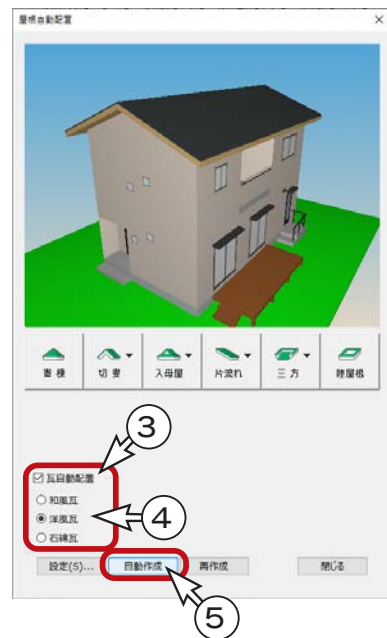 屋根自動配置 ×
寄棟 切妻 入母屋 片流れ 三方 陸屋根
③
瓦自動配置
和風瓦
洋風瓦 ④
石綿瓦
設定(S)... 自動作成 再作成 閉じる
⑤